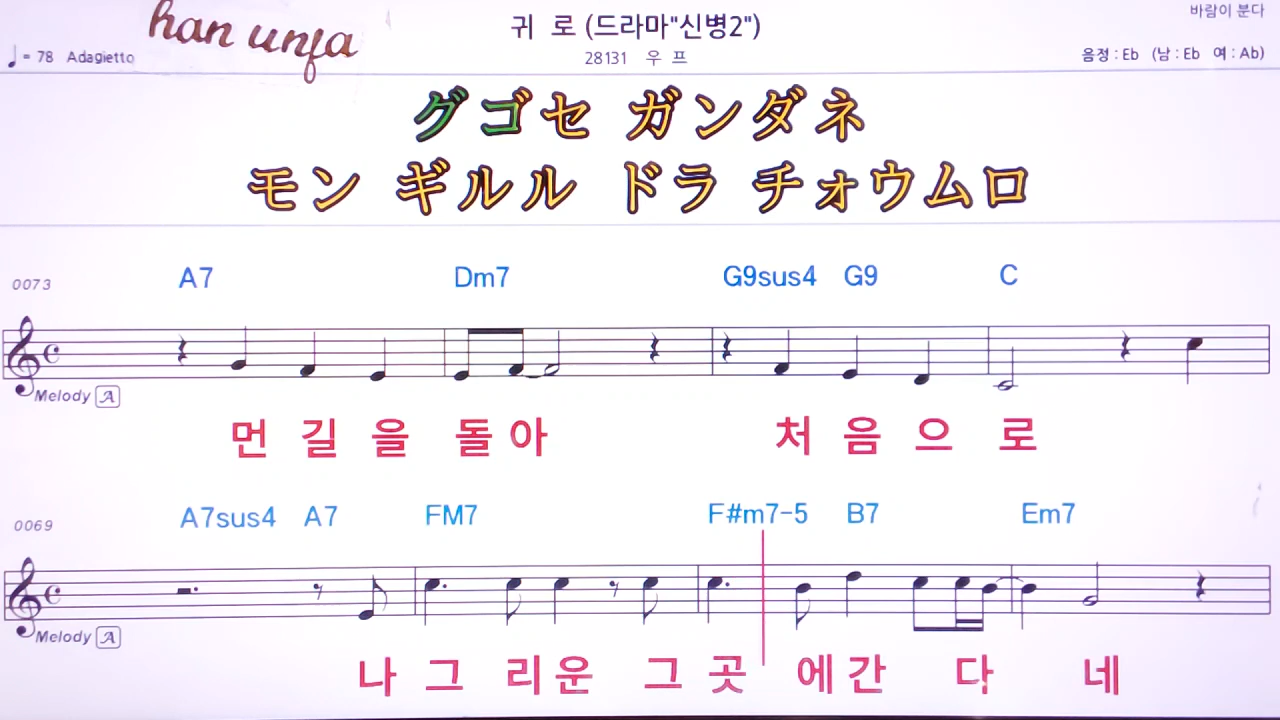 han unfa
바람이 분다
귀 로 (드라마"신병2")
♩= 78 Adagietto
28131 우 프
음정 : Eb (남 : Eb 여 : Ab)
グゴセ ガンダネ
モン ギルル ドラ チォウムロ
0073 A7 Dm7 G9sus4 G9 C
Melody A
먼 길 을 돌 아 처 음 으 로
0069 A7sus4 A7 FM7 F#m7-5 B7 Em7
Melody A
나 그 리 운 그 곳 에 간 다 네